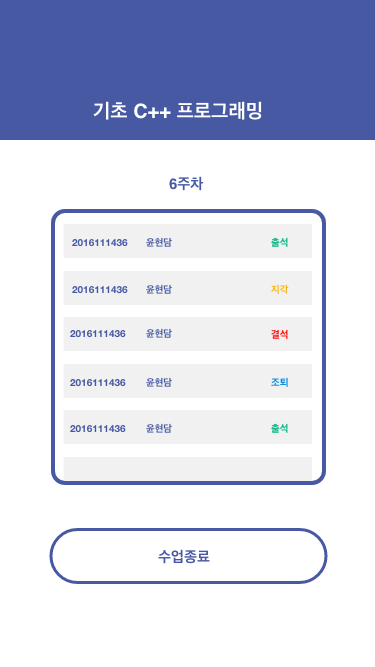 기초 C++ 프로그래밍
6주차
2016111436 윤현담 출석
2016111436 윤현담 지각
2016111436 윤현담 결석
2016111436 윤현담 조퇴
2016111436 윤현담 출석
수업종료